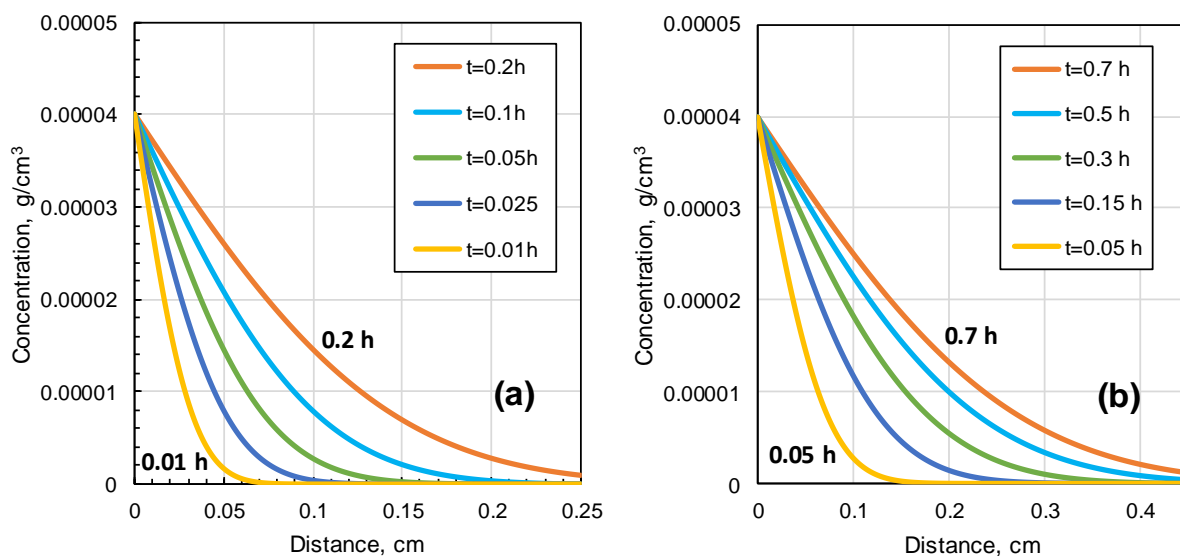 0.00005
0.00004
0.00003
0.00002
0.00001
0
Concentration, g/cm³
t=0.2h
t=0.1h
t=0.05h
t=0.025
t=0.01h
0.2 h
(a)
0.01 h
0 0.05 0.1 0.15 0.2 0.25
Distance, cm
0.00005
0.00004
0.00003
0.00002
0.00001
0
Concentration, g/cm³
t=0.7 h
t=0.5 h
t=0.3 h
t=0.15 h
t=0.05 h
0.7 h
(b)
0.05 h
0 0.1 0.2 0.3 0.4
Distance, cm